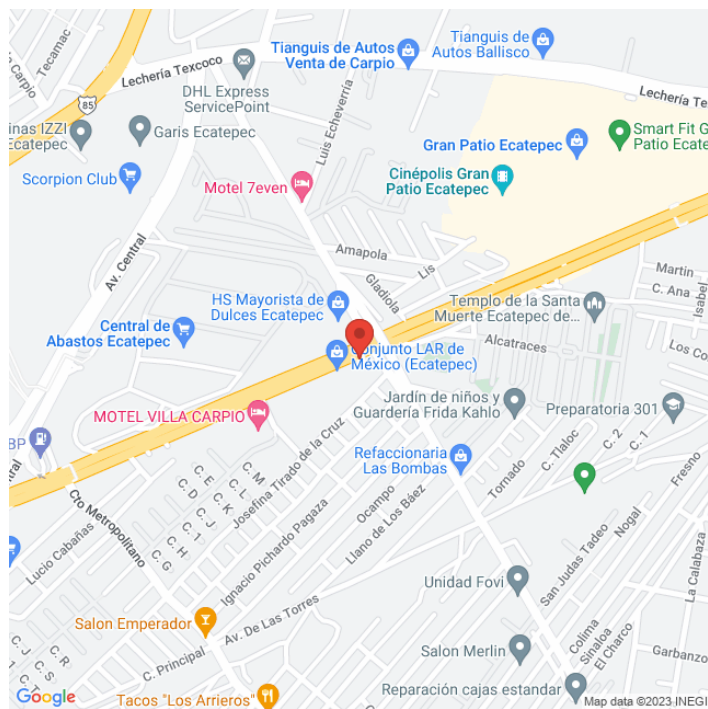 Tecamac
Carpio
Lechería Texcoco
85
Tianguis de Autos
Venta de Carpio
Tianguis de
Autos Ballisco
Lechería Tex
DHL Express
ServicePoint
inas IZZI
Ecatepec
Garis Ecatepec
Luis Echeverría
Gran Patio Ecatepec
Smart Fit G
Patio Ecate
Scorpion Club
Motel 7even
Cinépolis Gran
Patio Ecatepec
Av. Central
Amapola
Lis
Gladiola
Martin
C. Ana
Isabel
HS Mayorista de
Dulces Ecatepec
Templo de la Santa
Muerte Ecatepec de...
Central de
Abastos Ecatepec
Conjunto LAR de
México (Ecatepec)
Alcatraces
Los Co
MOTEL VILLA CARPIO
Jardín de niños y
Guardería Frida Kahlo
Preparatoria 301
BP
ntral
Refaccionaria
Las Bombas
C. Tlaloc
C. 2
C. 1
Tornado
Fresno
Nogal
C. M
C. L
C. E
C. K
C. D
C. J
C. 1
C. H
C. G
Josefina Tirado de la Cruz
Cto Metropolitano
Ocampo
Llano de Los Báez
Ignacio Pichardo Pagaza
Lucio Cabañas
San Judas Tadeo
La Calabaza
Unidad Fovi
Salon Emperador
Av. De Las Torres
C. Principal
C. J
C. S
C. R
Salon Merlin
Colima
Sinaloa
El Charco
Garbanzo
Tacos "Los Arrieros"
Reparación cajas estandar
Google
Map data ©2023 INEGI